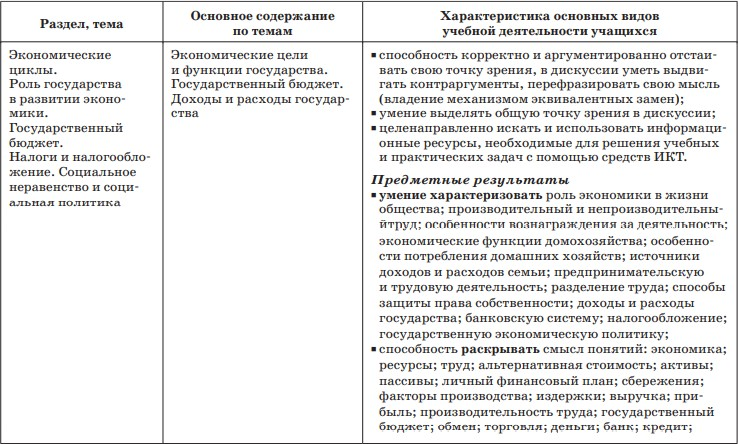 Раздел, тема
Основное содержание
по темам
Характеристика основных видов
учебной деятельности учащихся
Экономические
циклы.
Роль государства
в развитии эконо-
мики.
Государственный
бюджет.
Налоги и налогообло-
жение. Социальное
неравенство и соци-
альная политика
Экономические цели
и функции государства.
Государственный бюджет.
Доходы и расходы государ-
ства
▪ способность корректно и аргументированно отстаи-
вать свою точку зрения, в дискуссии уметь выдви-
гать контраргументы, перефразировать свою мысль
(владение механизмом эквивалентных замен);
▪ умение выделять общую точку зрения в дискуссии;
▪ целенаправленно искать и использовать информаци-
онные ресурсы, необходимые для решения учебных
и практических задач с помощью средств ИКТ.
Предметные результаты
▪ умение характеризовать роль экономики в жизни
общества; производительный и непроизводительны-
йтруд; особенности вознаграждения за деятельность;
экономические функции домохозяйства; особенно-
сти потребления домашних хозяйств; источники
доходов и расходов семьи; предпринимательскую
и трудовую деятельность; разделение труда; способы
защиты права собственности; доходы и расходы
государства; банковскую систему; налогообложение;
государственную экономическую политику;
▪ способность раскрывать смысл понятий: экономика;
ресурсы; труд; альтернативная стоимость; активы;
пассивы; личный финансовый план; сбережения;
факторы производства; издержки; выручка; при-
быль; производительность труда; государственный
бюджет; обмен; торговля; деньги; банк; кредит;